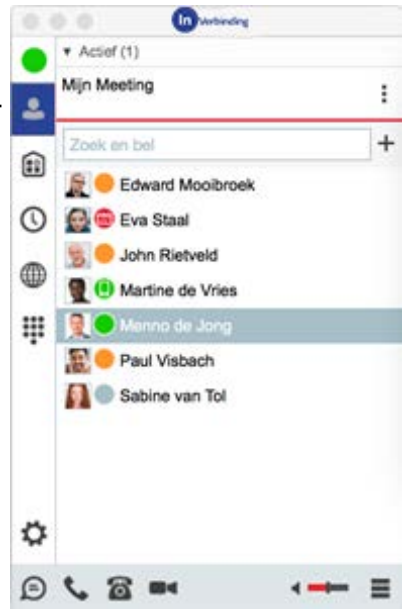 In Verbinding
Actief (1)
Mijn Meeting
Zoek en bel
Edward Mooibroek
Eva Staal
John Rietveld
Martine de Vries
Menno de Jong
Paul Visbach
Sabine van Tol